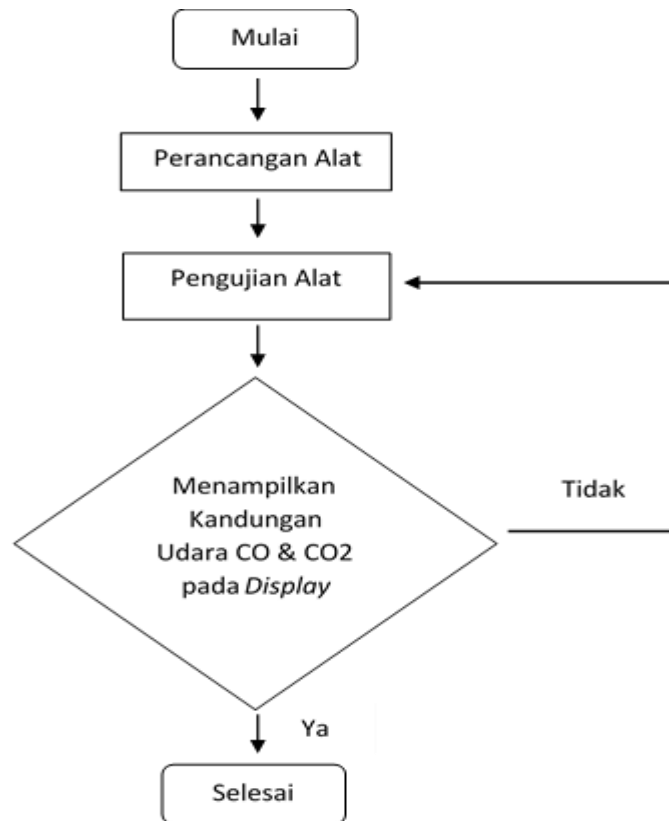 Mulai
Perancangan Alat
Pengujian Alat
Menampilkan
Kandungan
Udara CO & CO2
pada Display
Tidak
Ya
Selesai